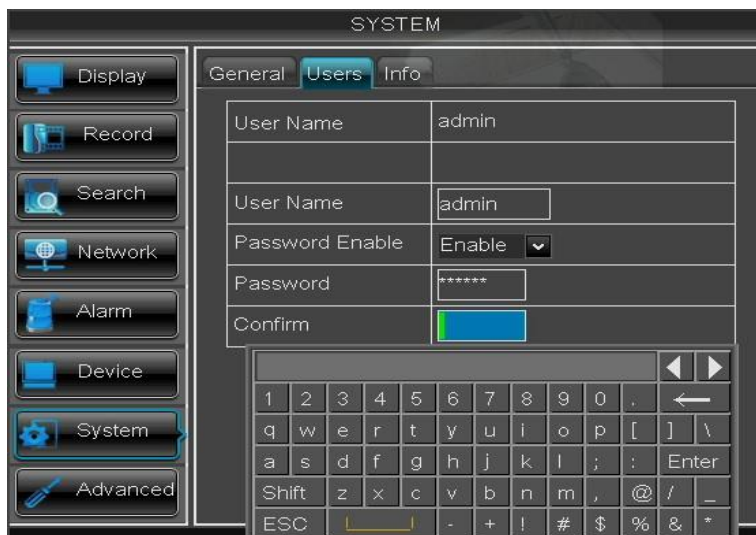 SYSTEM
Display
Record
Search
Network
Alarm
Device
System
Advanced
General Users Info
User Name admin
User Name admin
Password Enable Enable
Password ******
Confirm
1 2 3 4 5 6 7 8 9 0 . ←
q w e r t y u i o p [ ] \
a s d f g h j k l ; : Enter
Shift z x c v b n m , @ / _
ESC - + ! # $ % & *